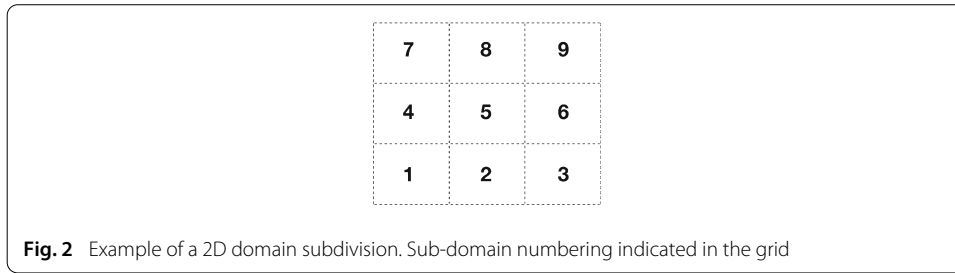 7 8 9
4 5 6
1 2 3
Fig. 2 Example of a 2D domain subdivision. Sub-domain numbering indicated in the grid